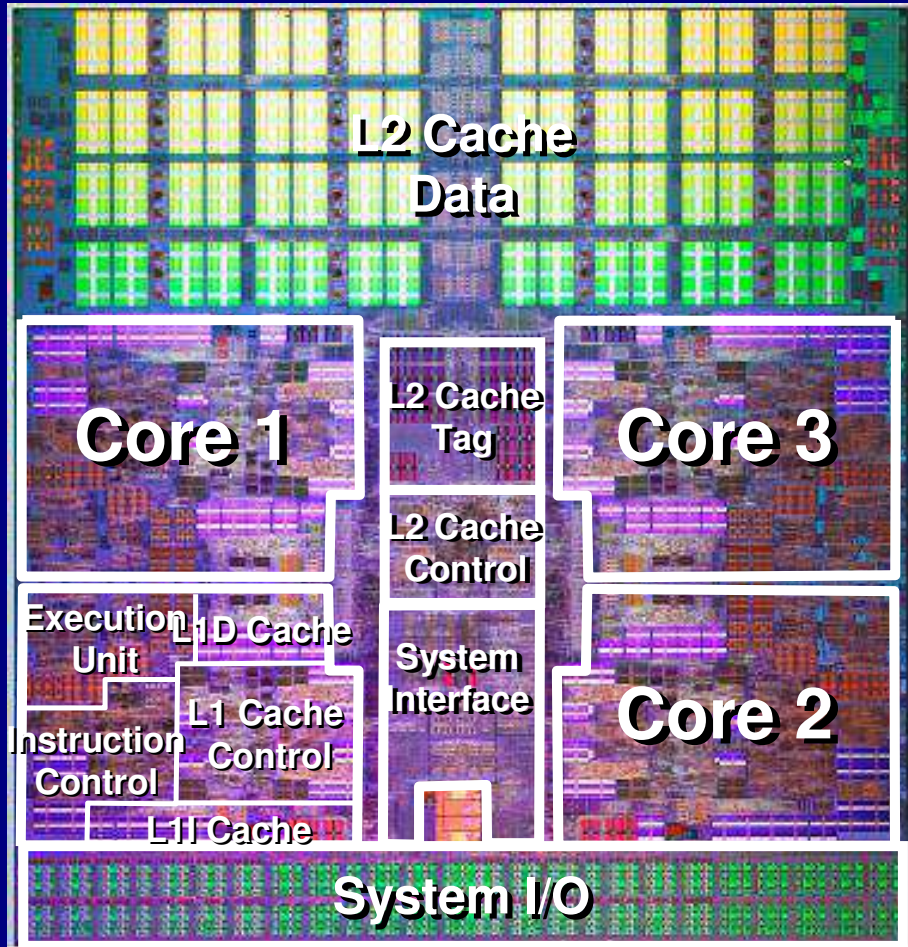 L2 Cache
Data
Core 1
L2 Cache
Tag
Core 3
L2 Cache
Control
Execution
Unit
L1D Cache
System
Interface
Core 2
L1 Cache
Control
Instruction
Control
L1I Cache
System I/O